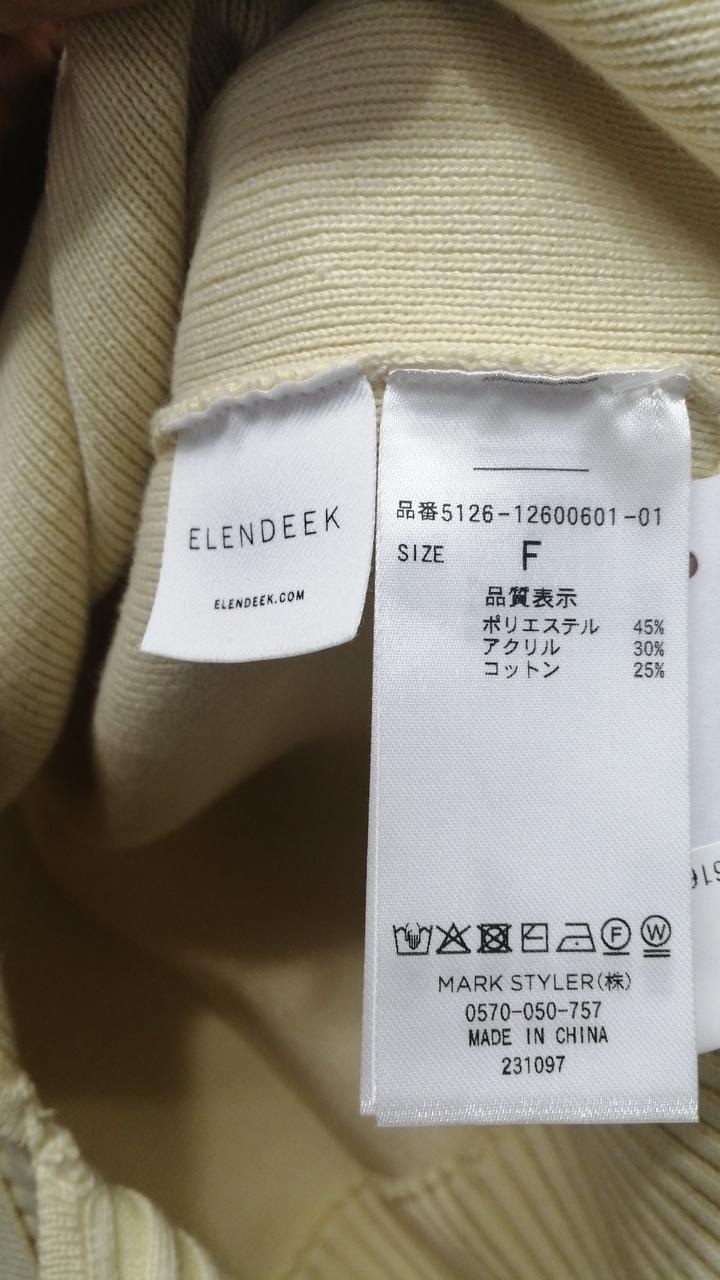 ELENDEEK
ELENDEEK.COM
品番5126-12600601-01
SIZE F
品質表示
ポリエステル 45%
アクリル 30%
コットン 25%
F W
MARK STYLER(株)
0570-050-757
MADE IN CHINA
231097